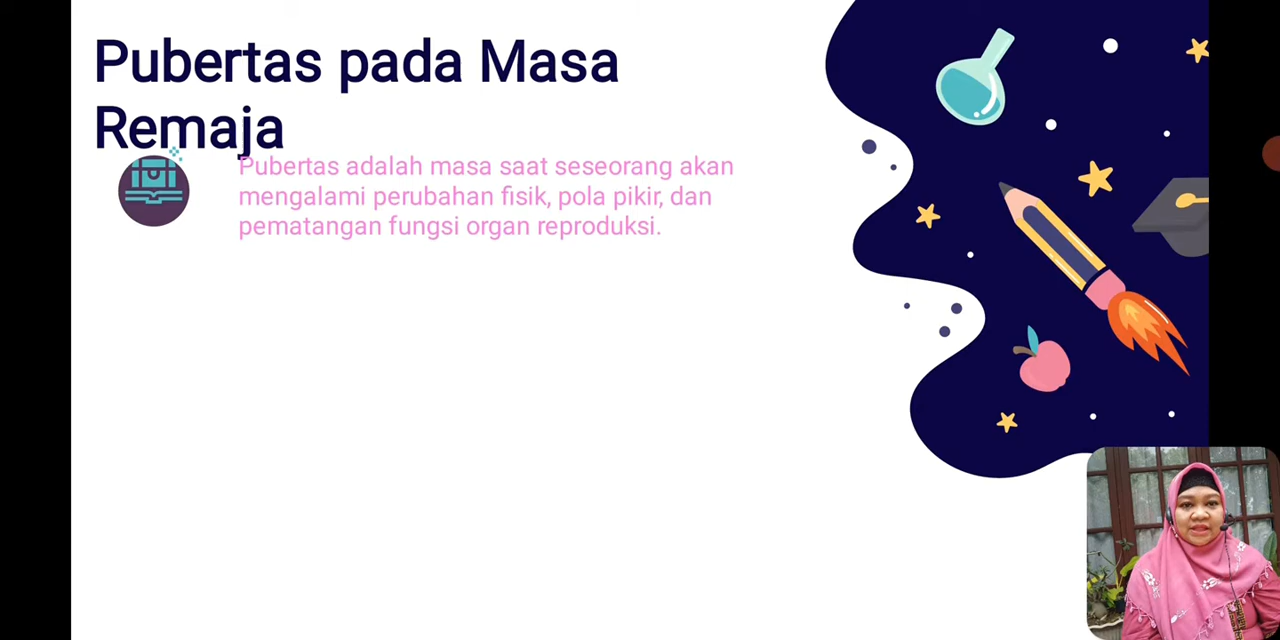 Pubertas pada Masa
Remaja
Pubertas adalah masa saat seseorang akan
mengalami perubahan fisik, pola pikir, dan
pematangan fungsi organ reproduksi.